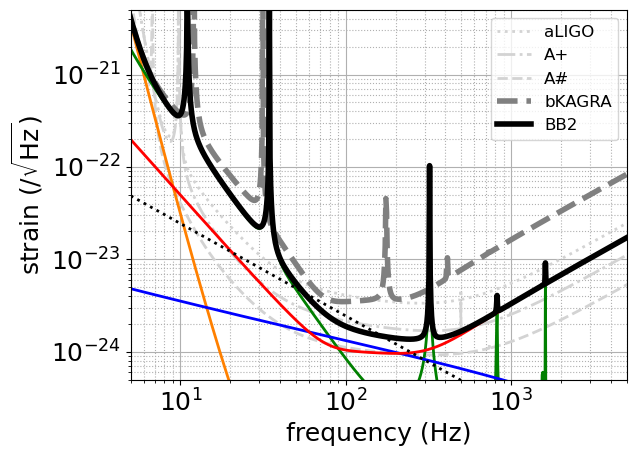 aLIGO
A+
A#
bKAGRA
BB2
10⁻²¹
10⁻²²
10⁻²³
10⁻²⁴
strain (/√Hz)
10¹
10²
10³
frequency (Hz)